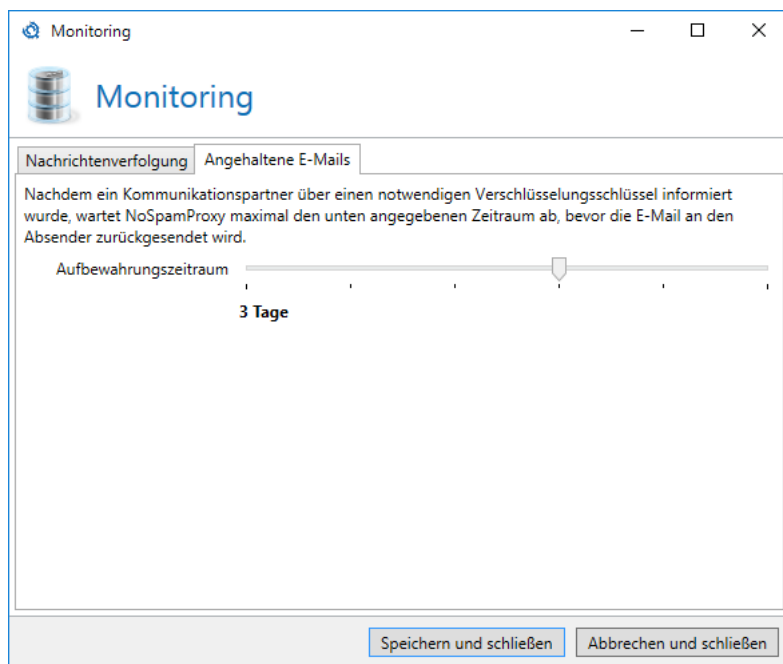 Monitoring
Monitoring
Nachrichtenverfolgung Angehaltene E-Mails
Nachdem ein Kommunikationspartner über einen notwendigen Verschlüsselungsschlüssel informiert
wurde, wartet NoSpamProxy maximal den unten angegebenen Zeitraum ab, bevor die E-Mail an den
Absender zurückgesendet wird.
Aufbewahrungszeitraum
3 Tage
Speichern und schließen Abbrechen und schließen